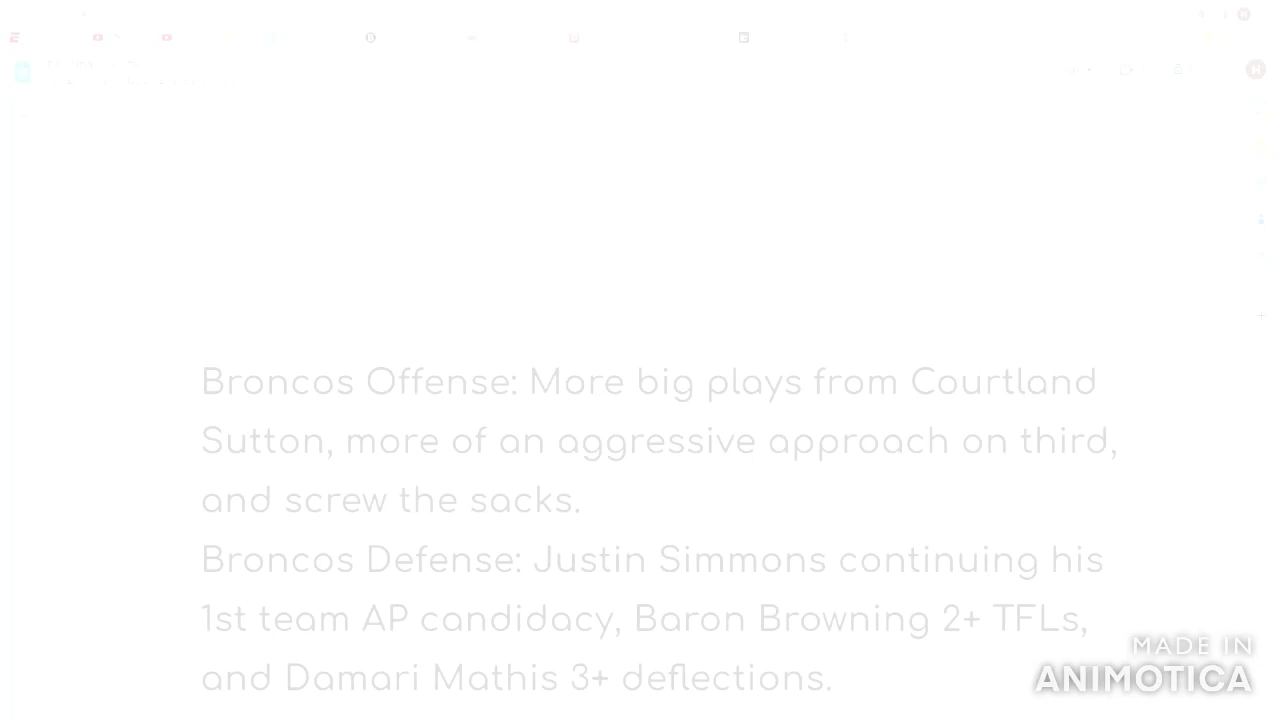 Broncos Offense: More big plays from Courtland
Sutton, more of an aggressive approach on third,
and screw the sacks.
Broncos Defense: Justin Simmons continuing his
1st team AP candidacy, Baron Browning 2+ TFLs,
and Damari Mathis 3+ deflections.
MADE IN
ANIMOTICA